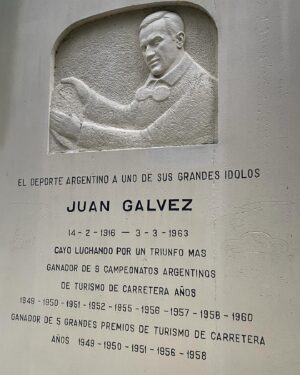 EL DEPORTE ARGENTINO A UNO DE SUS GRANDES IDOLOS
JUAN GALVEZ
14 - 2 - 1916 — 3 - 3 - 1963
CAYO LUCHANDO POR UN TRIUNFO MAS
GANADOR DE 9 CAMPEONATOS ARGENTINOS
DE TURISMO DE CARRETERA AÑOS
1949 - 1950 - 1951 - 1952 - 1955 - 1956 - 1957 - 1958 - 1960
GANADOR DE 5 GRANDES PREMIOS DE TURISMO DE CARRETERA
AÑOS 1949 - 1950 - 1951 - 1956 - 1958